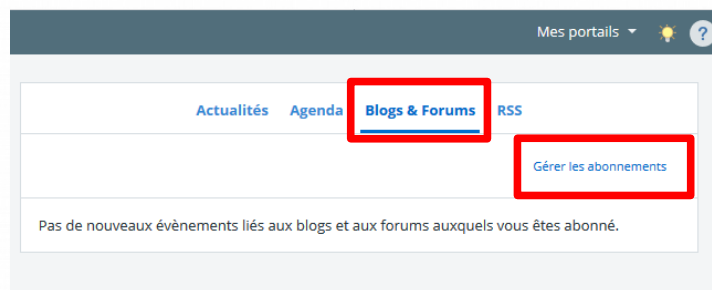 Mes portails ?
Actualités Agenda Blogs & Forums RSS
Gérer les abonnements
Pas de nouveaux évènements liés aux blogs et aux forums auxquels vous êtes abonné.